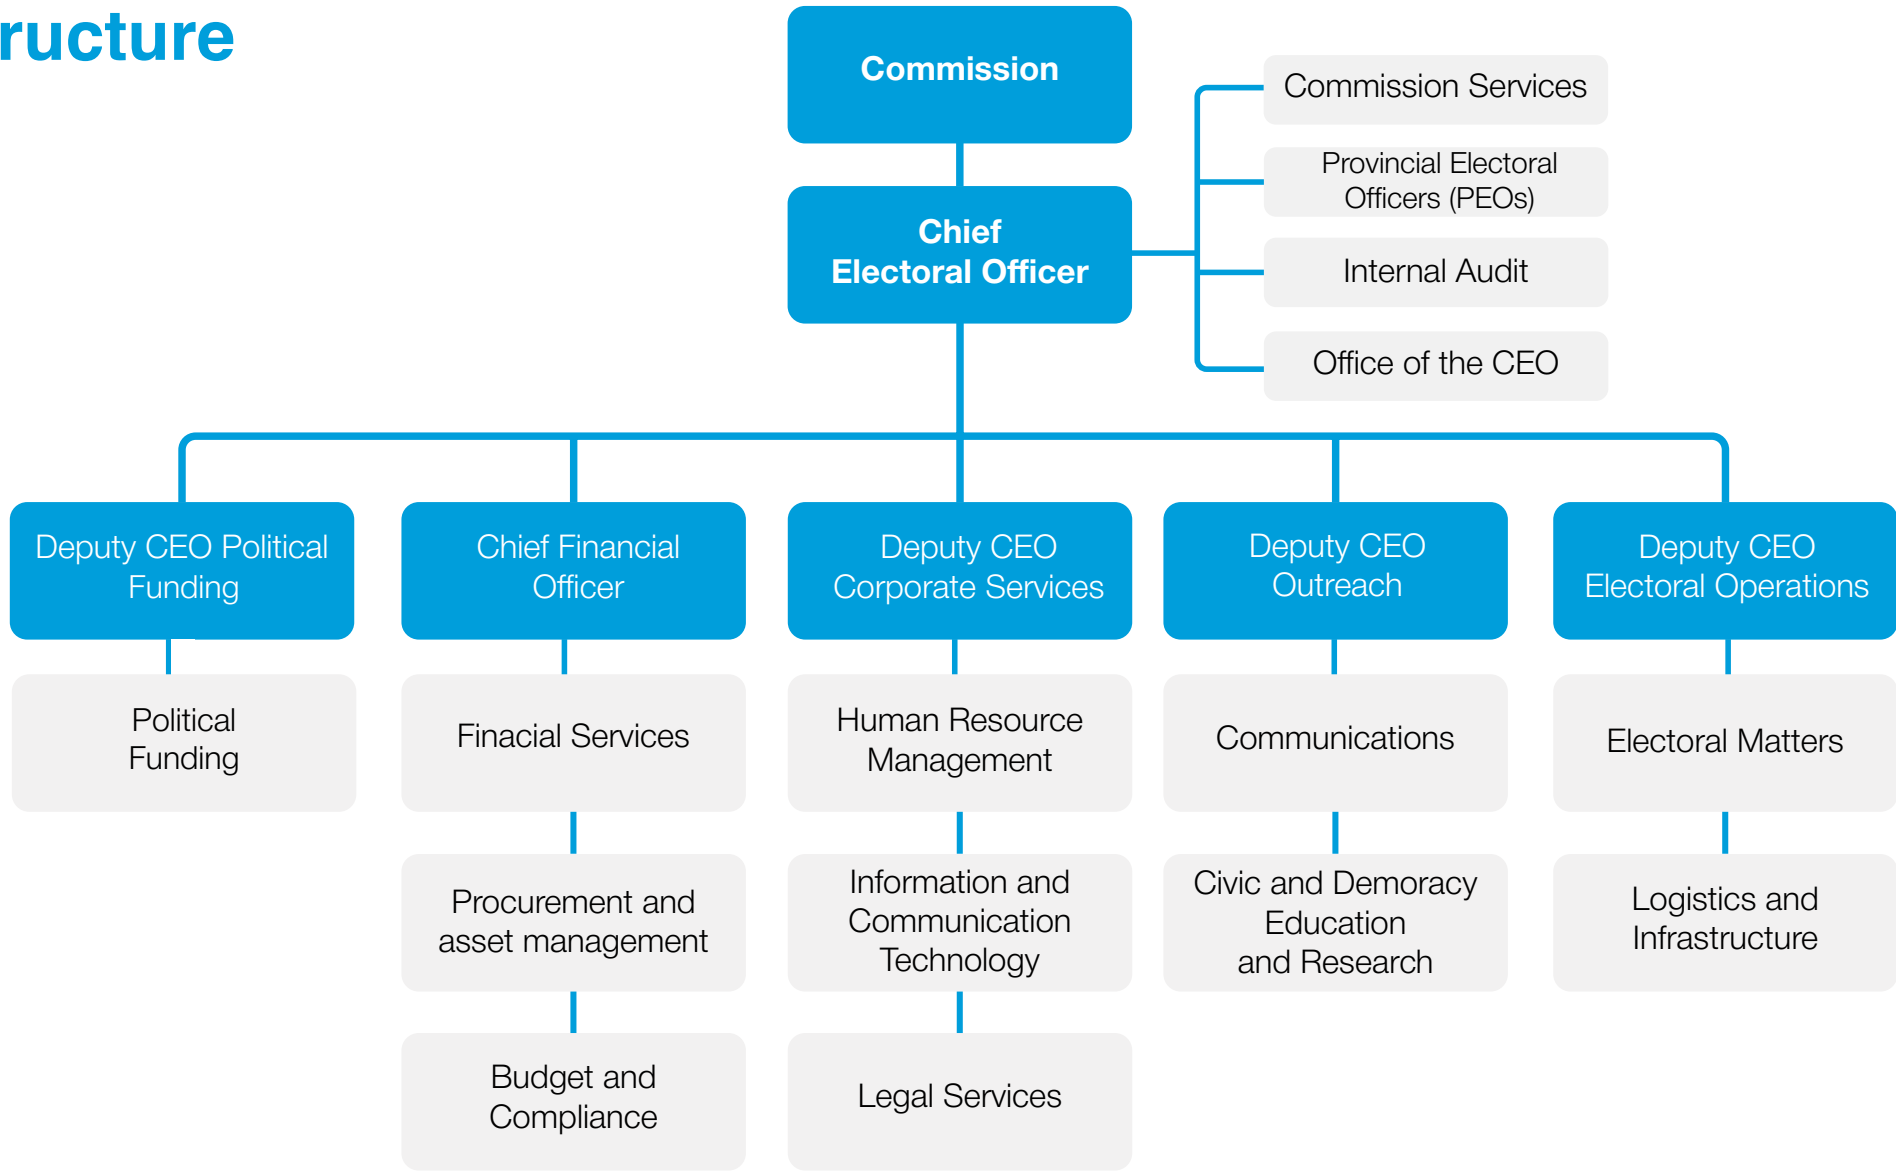 ructure
Commission
Chief
Electoral Officer
Commission Services
Provincial Electoral
Officers (PEOs)
Internal Audit
Office of the CEO
Deputy CEO Political
Funding
Chief Financial
Officer
Deputy CEO
Corporate Services
Deputy CEO
Outreach
Deputy CEO
Electoral Operations
Political
Funding
Finacial Services
Human Resource
Management
Communications
Electoral Matters
Procurement and
asset management
Information and
Communication
Technology
Civic and Demoracy
Education
and Research
Logistics and
Infrastructure
Budget and
Compliance
Legal Services